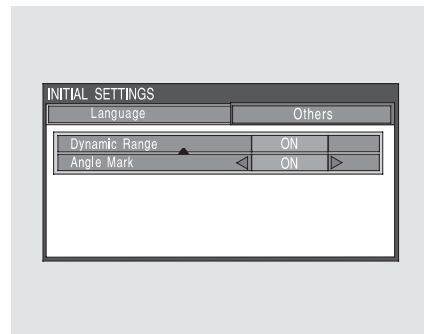 INITIAL SETTINGS
Language Others
Dynamic Range ON
Angle Mark ON